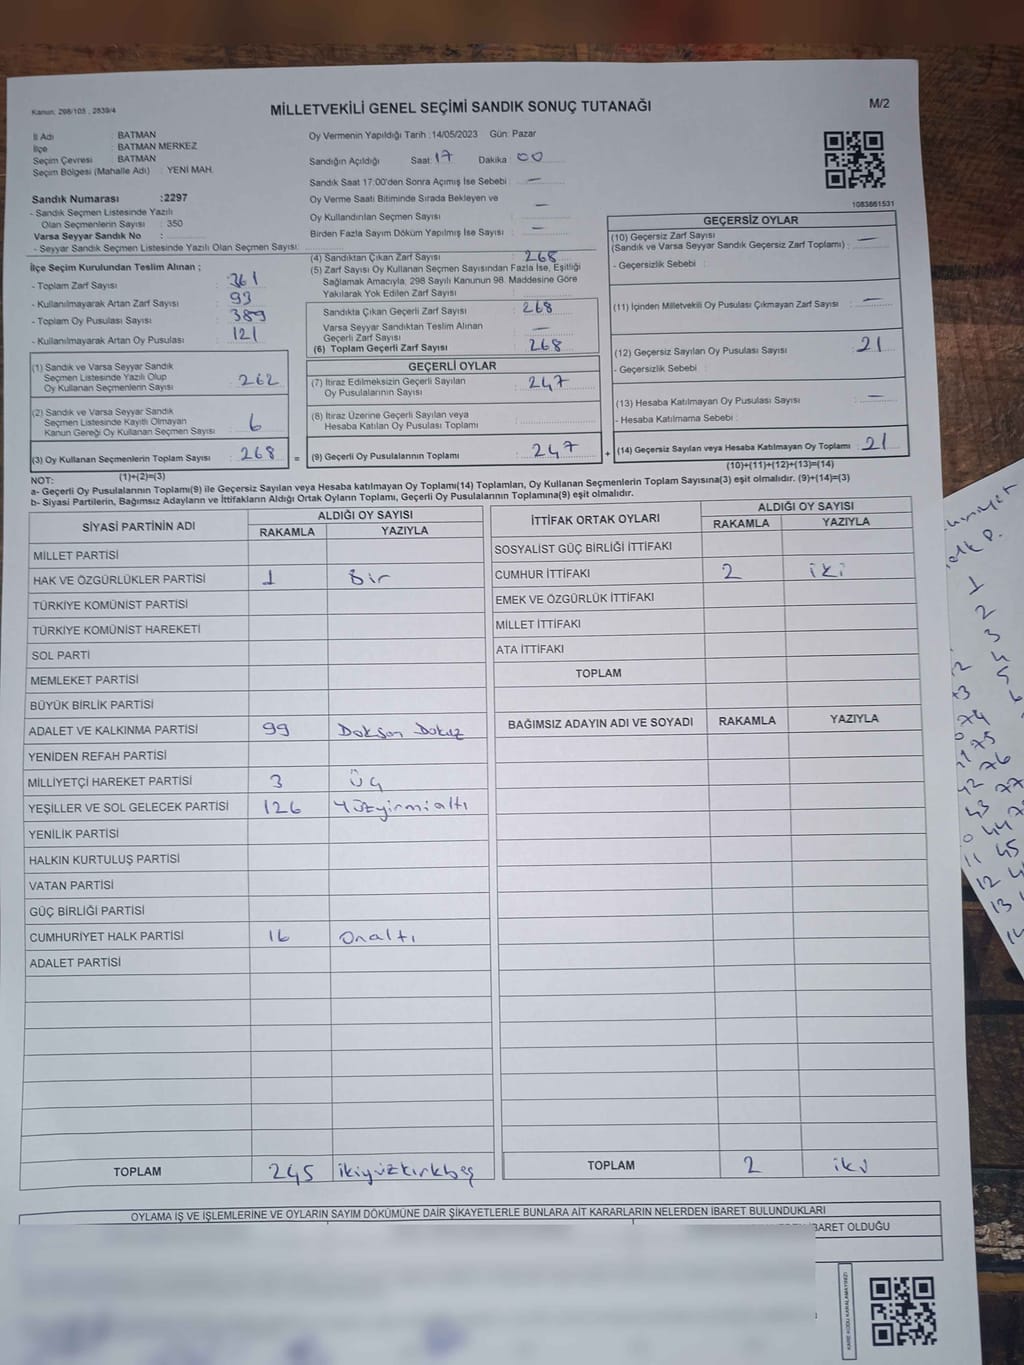 Kanun: 298/105 , 2839/4
MİLLETVEKİLİ GENEL SEÇİMİ SANDIK SONUÇ TUTANAĞI
M/2
İl Adı : BATMAN
İlçe : BATMAN MERKEZ
Seçim Çevresi : BATMAN
Seçim Bölgesi (Mahalle Adı) : YENİ MAH.
Oy Vermenin Yapıldığı Tarih :14/05/2023 Gün: Pazar
Sandığın Açıldığı Saat: 17 Dakika : 00
Sandık Saat 17:00'den Sonra Açımış İse Sebebi : —
Oy Verme Saati Bitiminde Sırada Bekleyen ve
Oy Kullandırılan Seçmen Sayısı : —
Birden Fazla Sayım Döküm Yapılmış İse Sayısı : —
1083661531
Sandık Numarası :2297
- Sandık Seçmen Listesinde Yazılı
Olan Seçmenlerin Sayısı : 350
Varsa Seyyar Sandık No :
- Seyyar Sandık Seçmen Listesinde Yazılı Olan Seçmen Sayısı:
İlçe Seçim Kurulundan Teslim Alınan ;
- Toplam Zarf Sayısı : 361
- Kullanılmayarak Artan Zarf Sayısı : 93
- Toplam Oy Pusulası Sayısı : 389
- Kullanılmayarak Artan Oy Pusulası : 121
(4) Sandıktan Çıkan Zarf Sayısı : 268
(5) Zarf Sayısı Oy Kullanan Seçmen Sayısından Fazla İse, Eşitliği
Sağlamak Amacıyla; 298 Sayılı Kanunun 98. Maddesine Göre
Yakılarak Yok Edilen Zarf Sayısı :
Sandıkta Çıkan Geçerli Zarf Sayısı : 268
Varsa Seyyar Sandıktan Teslim Alınan
Geçerli Zarf Sayısı : —
(6) Toplam Geçerli Zarf Sayısı : 268
GEÇERSİZ OYLAR
(10) Geçersiz Zarf Sayısı
(Sandık ve Varsa Seyyar Sandık Geçersiz Zarf Toplamı) : —
- Geçersizlik Sebebi :
(11) İçinden Milletvekili Oy Pusulası Çıkmayan Zarf Sayısı : —
(12) Geçersiz Sayılan Oy Pusulası Sayısı : 21
- Geçersizlik Sebebi :
(13) Hesaba Katılmayan Oy Pusulası Sayısı : —
- Hesaba Katılmama Sebebi :
(14) Geçersiz Sayılan veya Hesaba Katılmayan Oy Toplamı : 21
(10)+(11)+(12)+(13)=(14)
(1) Sandık ve Varsa Seyyar Sandık
Seçmen Listesinde Yazılı Olup
Oy Kullanan Seçmenlerin Sayısı : 262
(2) Sandık ve Varsa Seyyar Sandık
Seçmen Listesinde Kayıtlı Olmayan
Kanun Gereği Oy Kullanan Seçmen Sayısı : 6
(3) Oy Kullanan Seçmenlerin Toplam Sayısı : 268 =
(1)+(2)=(3)
GEÇERLİ OYLAR
(7) İtiraz Edilmeksizin Geçerli Sayılan
Oy Pusulalarının Sayısı : 247
(8) İtiraz Üzerine Geçerli Sayılan veya
Hesaba Katılan Oy Pusulası Toplamı :
(9) Geçerli Oy Pusulalarının Toplamı : 247 +
NOT:
a- Geçerli Oy Pusulalarının Toplamı(9) ile Geçersiz Sayılan veya Hesaba katılmayan Oy Toplamı(14) Toplamları, Oy Kullanan Seçmenlerin Toplam Sayısına(3) eşit olmalıdır. (9)+(14)=(3)
b- Siyasi Partilerin, Bağımsız Adayların ve İttifakların Aldığı Ortak Oyların Toplamı, Geçerli Oy Pusulalarının Toplamına(9) eşit olmalıdır.
SİYASİ PARTİNİN ADI ALDIĞI OY SAYISI
RAKAMLA YAZIYLA
MİLLET PARTİSİ
HAK VE ÖZGÜRLÜKLER PARTİSİ 1 Bir
TÜRKİYE KOMÜNİST PARTİSİ
TÜRKİYE KOMÜNİST HAREKETİ
SOL PARTİ
MEMLEKET PARTİSİ
BÜYÜK BİRLİK PARTİSİ
ADALET VE KALKINMA PARTİSİ 99 Doksan Dokuz
YENİDEN REFAH PARTİSİ
MİLLİYETÇİ HAREKET PARTİSİ 3 Üç
YEŞİLLER VE SOL GELECEK PARTİSİ 126 Yüzyirmialtı
YENİLİK PARTİSİ
HALKIN KURTULUŞ PARTİSİ
VATAN PARTİSİ
GÜÇ BİRLİĞİ PARTİSİ
CUMHURİYET HALK PARTİSİ 16 Onaltı
ADALET PARTİSİ
TOPLAM 245 ikiyüzkırkbeş
İTTİFAK ORTAK OYLARI ALDIĞI OY SAYISI
RAKAMLA YAZIYLA
SOSYALİST GÜÇ BİRLİĞİ İTTİFAKI
CUMHUR İTTİFAKI 2 iki
EMEK VE ÖZGÜRLÜK İTTİFAKI
MİLLET İTTİFAKI
ATA İTTİFAKI
TOPLAM
BAĞIMSIZ ADAYIN ADI VE SOYADI RAKAMLA YAZIYLA
TOPLAM 2 iki
OYLAMA İŞ VE İŞLEMLERİNE VE OYLARIN SAYIM DÖKÜMÜNE DAİR ŞİKAYETLERLE BUNLARA AİT KARARLARIN NELERDEN İBARET BULUNDUKLARI
İBARET OLDUĞU
KARE KODU KARALAMAYINIZ!
1
2
3
4
5
74
75
76
43
44
11 45
12
13